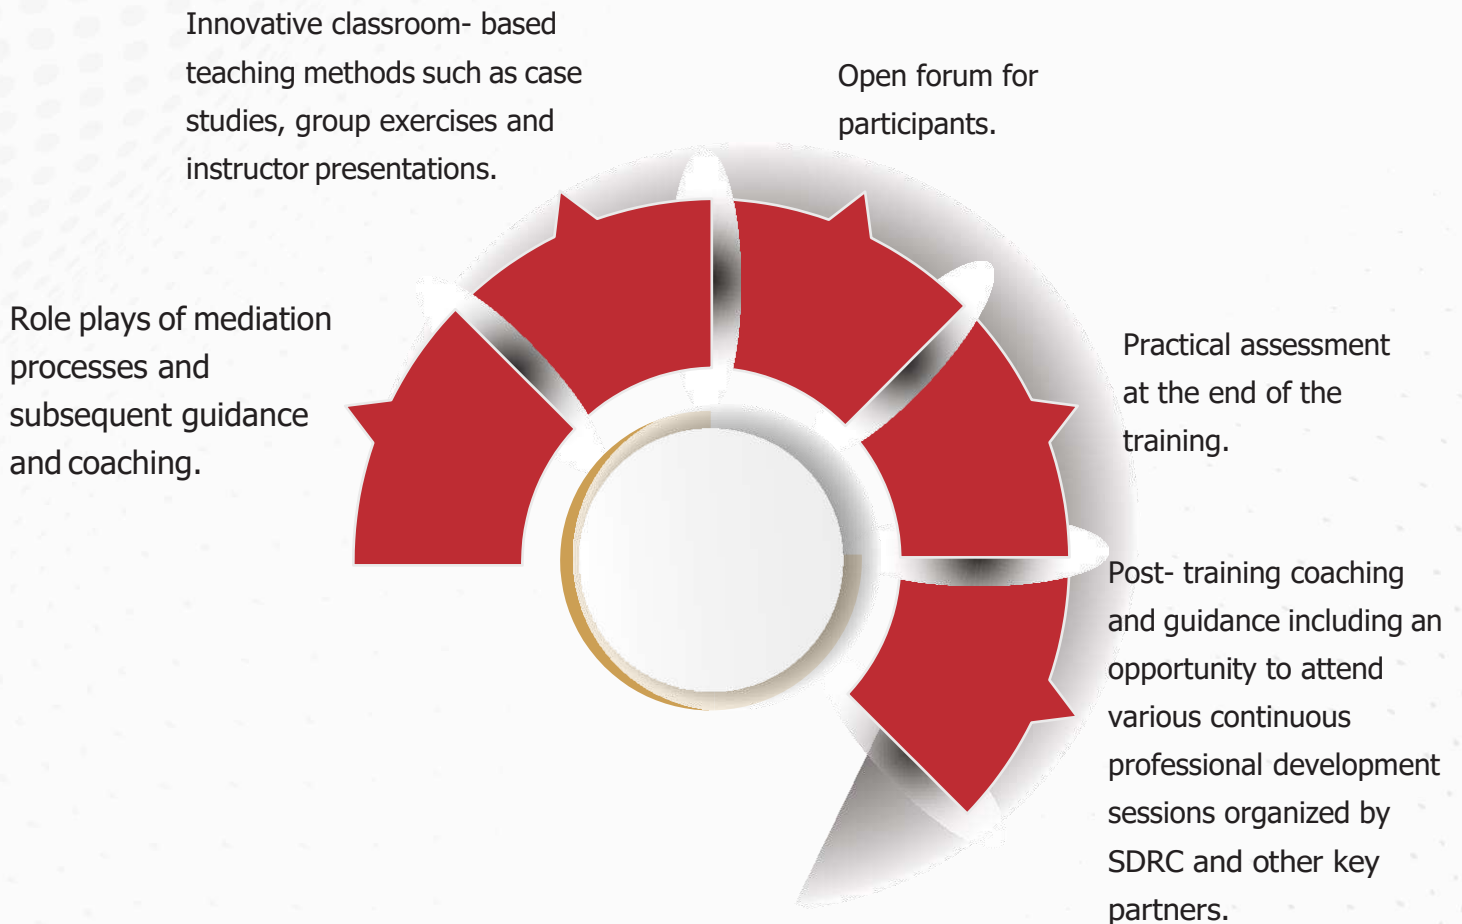 Innovative classroom- based
teaching methods such as case
studies, group exercises and
instructor presentations.
Open forum for
participants.
Role plays of mediation
processes and
subsequent guidance
and coaching.
Practical assessment
at the end of the
training.
Post- training coaching
and guidance including an
opportunity to attend
various continuous
professional development
sessions organized by
SDRC and other key
partners.